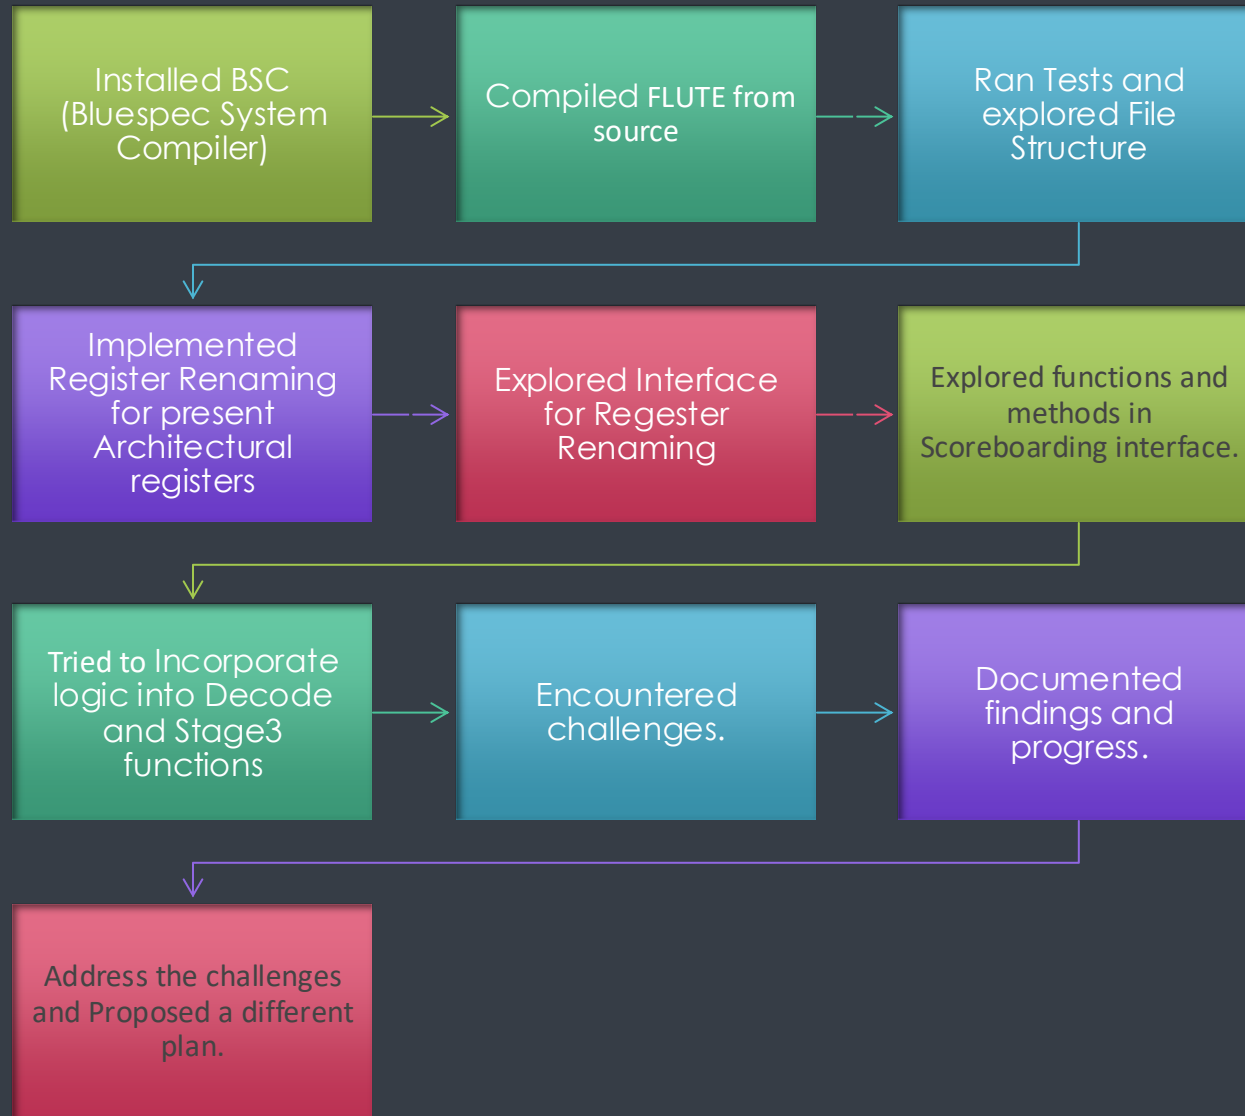 Installed BSC
(Bluespec System
Compiler)
Compiled FLUTE from
source
Ran Tests and
explored File
Structure
Implemented
Register Renaming
for present
Architectural
registers
Explored Interface
for Regester
Renaming
Explored functions and
methods in
Scoreboarding interface.
Tried to Incorporate
logic into Decode
and Stage3
functions
Encountered
challenges.
Documented
findings and
progress.
Address the challenges
and Proposed a different
plan.